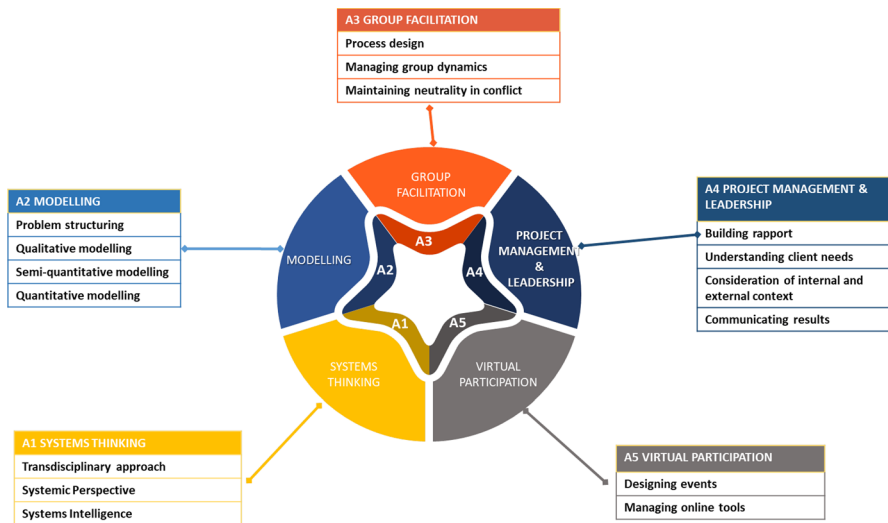 A3 GROUP FACILITATION
Process design
Managing group dynamics
Maintaining neutrality in conflict
A2 MODELLING
Problem structuring
Qualitative modelling
Semi-quantitative modelling
Quantitative modelling
A4 PROJECT MANAGEMENT &
LEADERSHIP
Building rapport
Understanding client needs
Consideration of internal and
external context
Communicating results
GROUP
FACILITATION
MODELLING
PROJECT
MANAGEMENT
&
LEADERSHIP
SYSTEMS
THINKING
VIRTUAL
PARTICIPATION
A3
A2
A4
A1
A5
A1 SYSTEMS THINKING
Transdisciplinary approach
Systemic Perspective
Systems Intelligence
A5 VIRTUAL PARTICIPATION
Designing events
Managing online tools